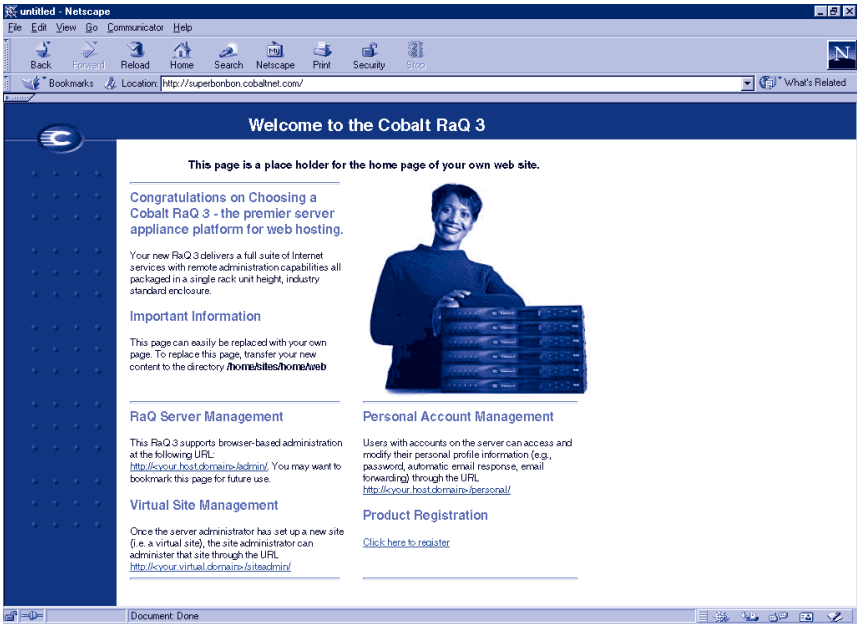 untitled - Netscape
File Edit View Go Communicator Help
Back Forward Reload Home Search Netscape Print Security Stop
Bookmarks Location: http://superbonbon.cobaltnet.com/ What's Related
Welcome to the Cobalt RaQ 3
This page is a place holder for the home page of your own web site.
Congratulations on Choosing a
Cobalt RaQ 3 - the premier server
appliance platform for web hosting.
Your new RaQ 3 delivers a full suite of Internet
services with remote administration capabilities all
packaged in a single rack unit height, industry
standard enclosure.
Important Information
This page can easily be replaced with your own
page. To replace this page, transfer your new
content to the directory /home/sites/home/web
RaQ Server Management
This RaQ 3 supports browser-based administration
at the following URL:
http://<your.host.domain>/admin/. You may want to
bookmark this page for future use.
Virtual Site Management
Once the server administrator has set up a new site
(i.e. a virtual site), the site administrator can
administer that site through the URL
http://<your.virtual.domain>/siteadmin/
Personal Account Management
Users with accounts on the server can access and
modify their personal profile information (e.g.,
password, automatic email response, email
forwarding) through the URL
http://<your.host.domain>/personal/
Product Registration
Click here to register
Document: Done